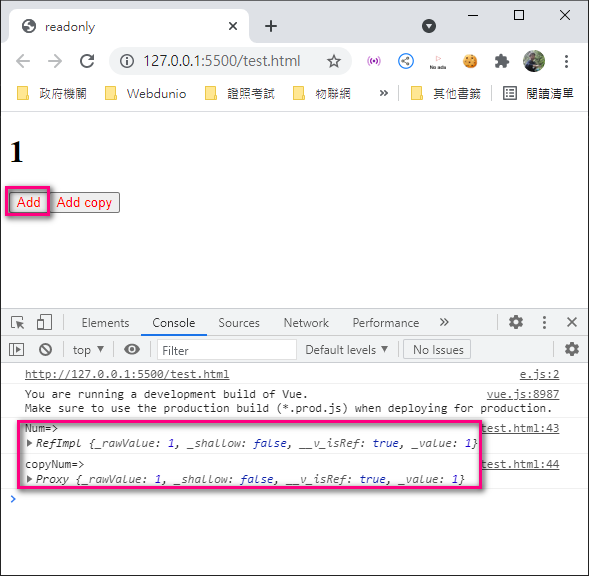 readonly
127.0.0.1:5500/test.html
No ads
政府機關 Webdunio 證照考試 物聯網 » 其他書籤 閱讀清單
1
Add Add copy
Elements Console Sources Network Performance »
top ▼ Filter Default levels ▼ No Issues
http://127.0.0.1:5500/test.html e.js:2
You are running a development build of Vue. vue.js:8987
Make sure to use the production build (*.prod.js) when deploying for production.
Num=> test.html:43
▶ RefImpl {_rawValue: 1, _shallow: false, __v_isRef: true, _value: 1}
copyNum=> test.html:44
▶ Proxy {_rawValue: 1, _shallow: false, __v_isRef: true, _value: 1}